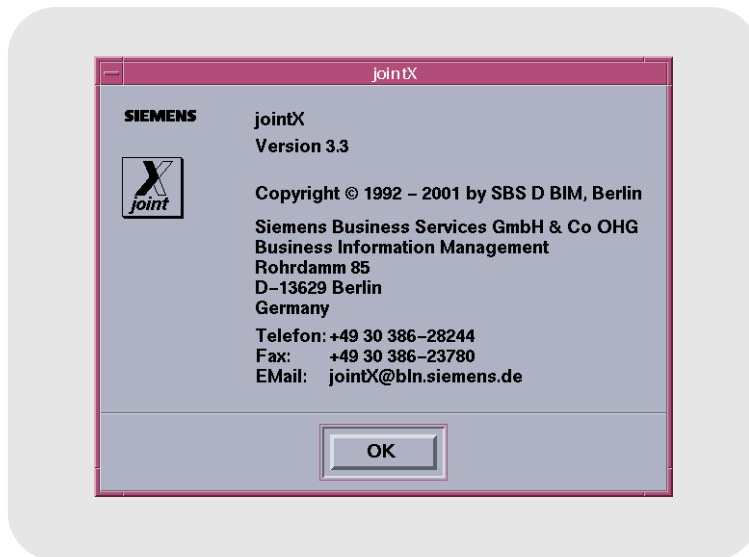 jointX
SIEMENS
X
joint
jointX
Version 3.3
Copyright © 1992 – 2001 by SBS D BIM, Berlin
Siemens Business Services GmbH & Co OHG
Business Information Management
Rohrdamm 85
D–13629 Berlin
Germany
Telefon: +49 30 386–28244
Fax: +49 30 386–23780
EMail: jointX@bln.siemens.de
OK